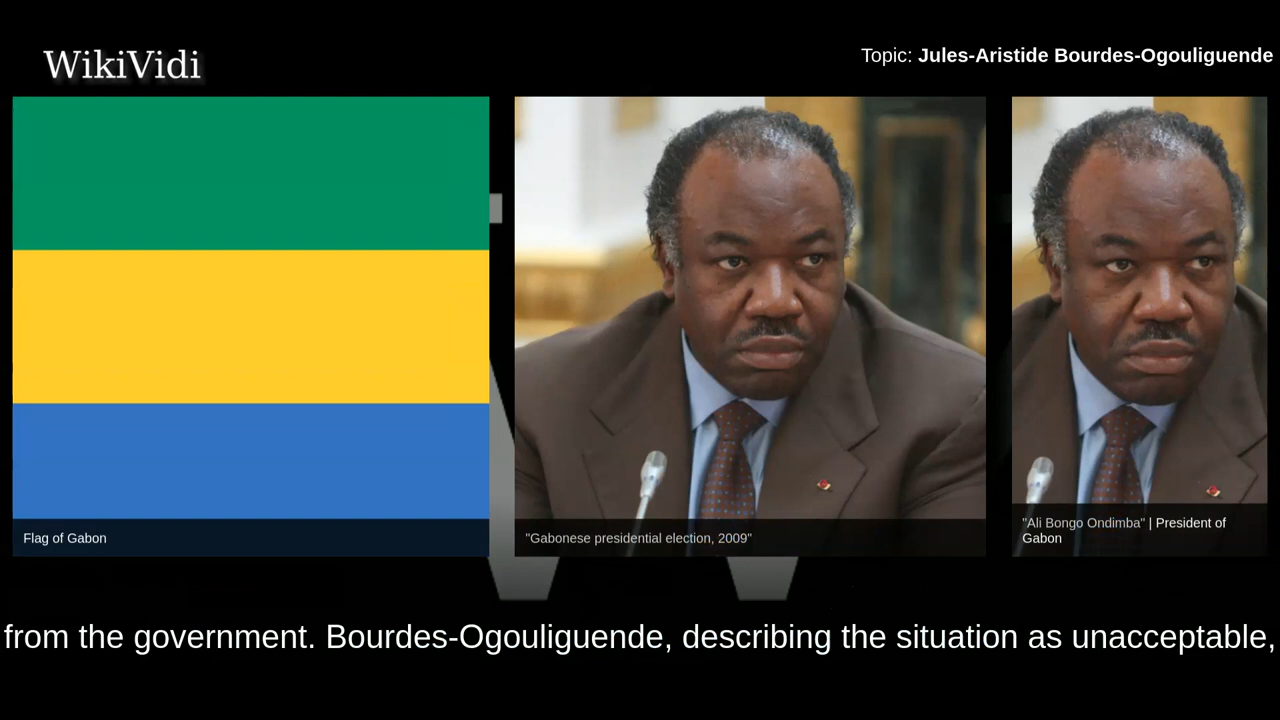 WikiVidi
Topic: Jules-Aristide Bourdes-Ogouliguende
Flag of Gabon
"Gabonese presidential election, 2009"
"Ali Bongo Ondimba" | President of
Gabon
from the government. Bourdes-Ogouliguende, describing the situation as unacceptable,